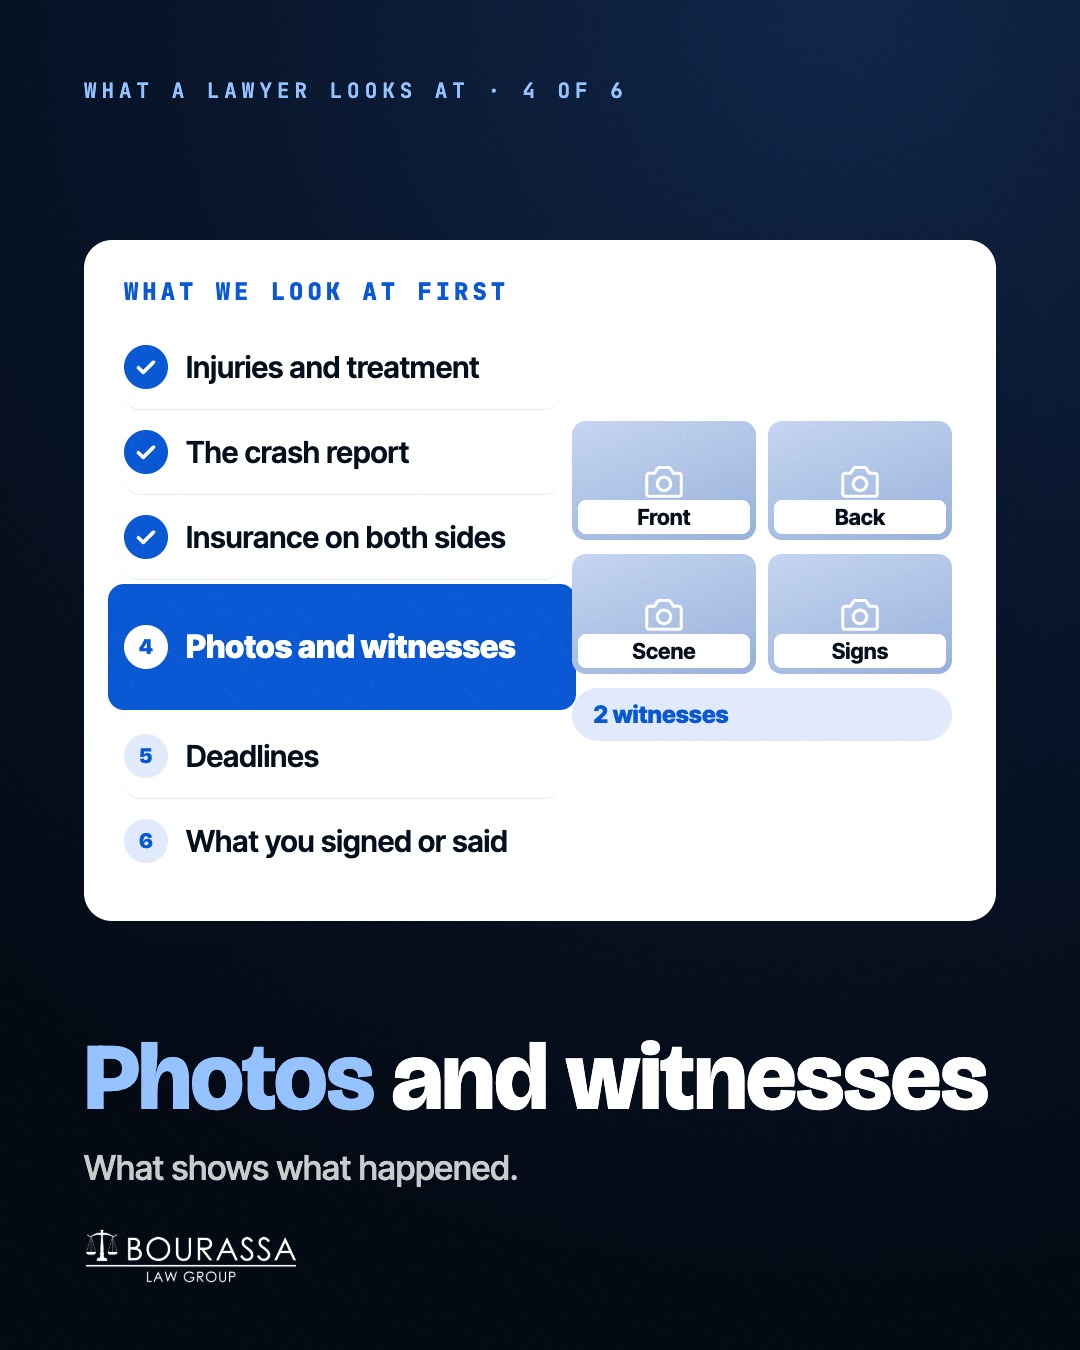 WHAT A LAWYER LOOKS AT · 4 OF 6
WHAT WE LOOK AT FIRST
Injuries and treatment
The crash report
Insurance on both sides
4 Photos and witnesses
5 Deadlines
6 What you signed or said
Front
Back
Scene
Signs
2 witnesses
Photos and witnesses
What shows what happened.
BOURASSA
LAW GROUP